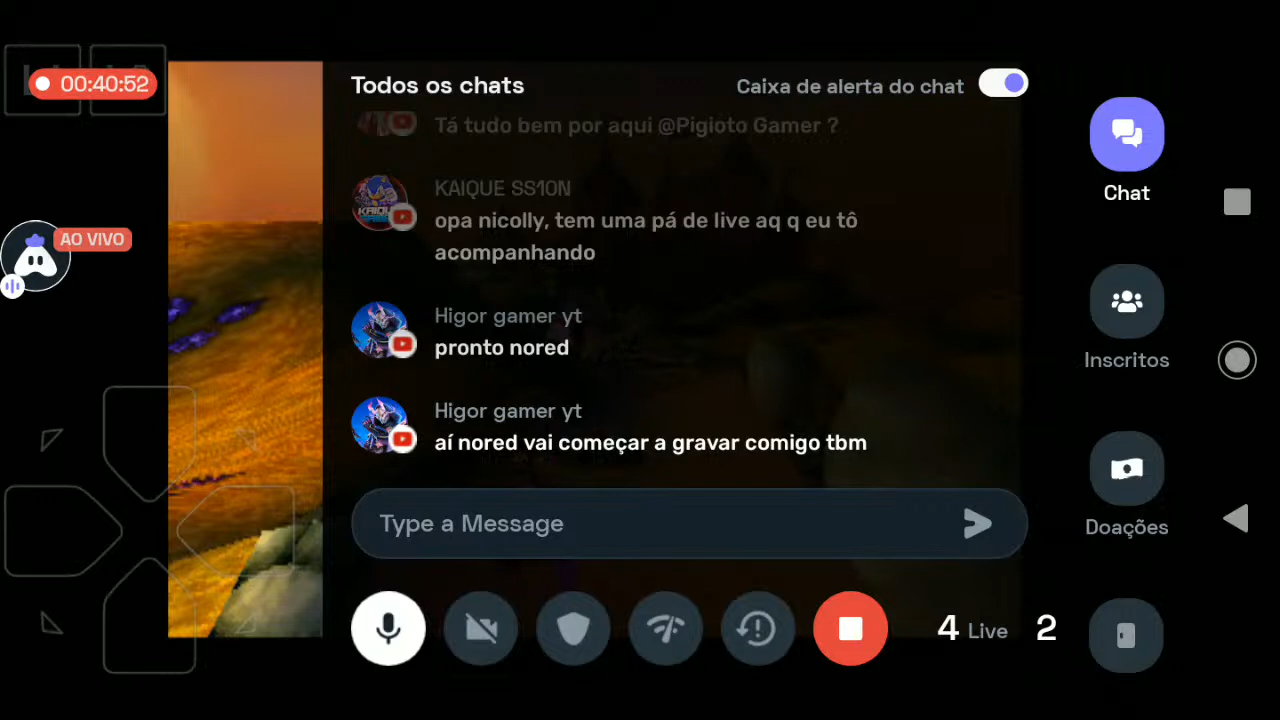 00:40:52
Todos os chats
Caixa de alerta do chat
Tá tudo bem por aqui @Pigioto Gamer ?
KAIQUE SS10N
opa nicolly, tem uma pá de live aq q eu tô
acompanhando
Higor gamer yt
pronto nored
Higor gamer yt
aí nored vai começar a gravar comigo tbm
Type a Message
4 Live 2
AO VIVO
Chat
Inscritos
Doações